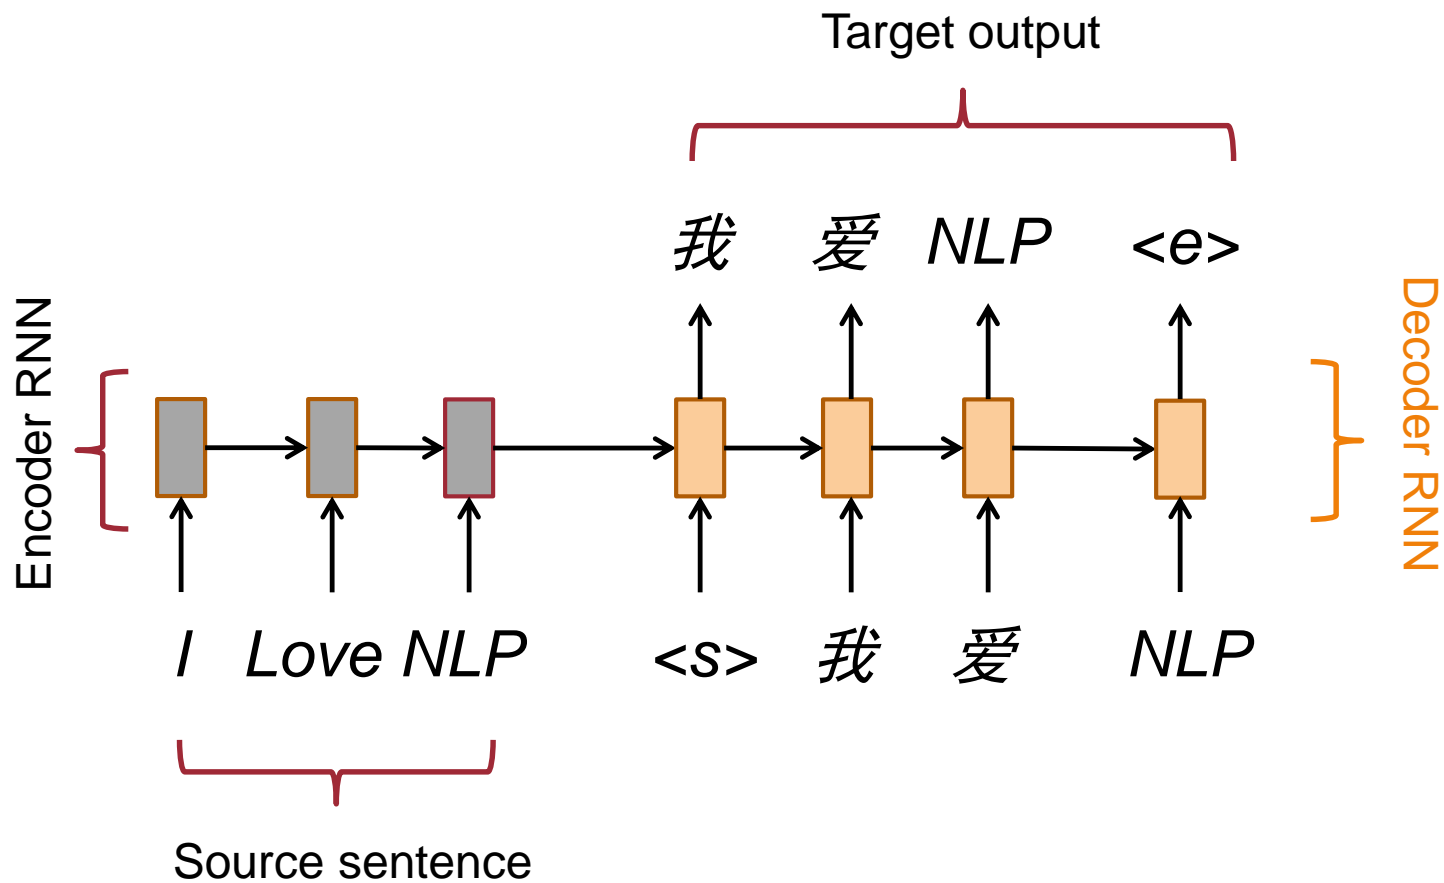 Target output
我 爱 NLP <e>
Encoder RNN
Decoder RNN
I Love NLP <s> 我 爱 NLP
Source sentence